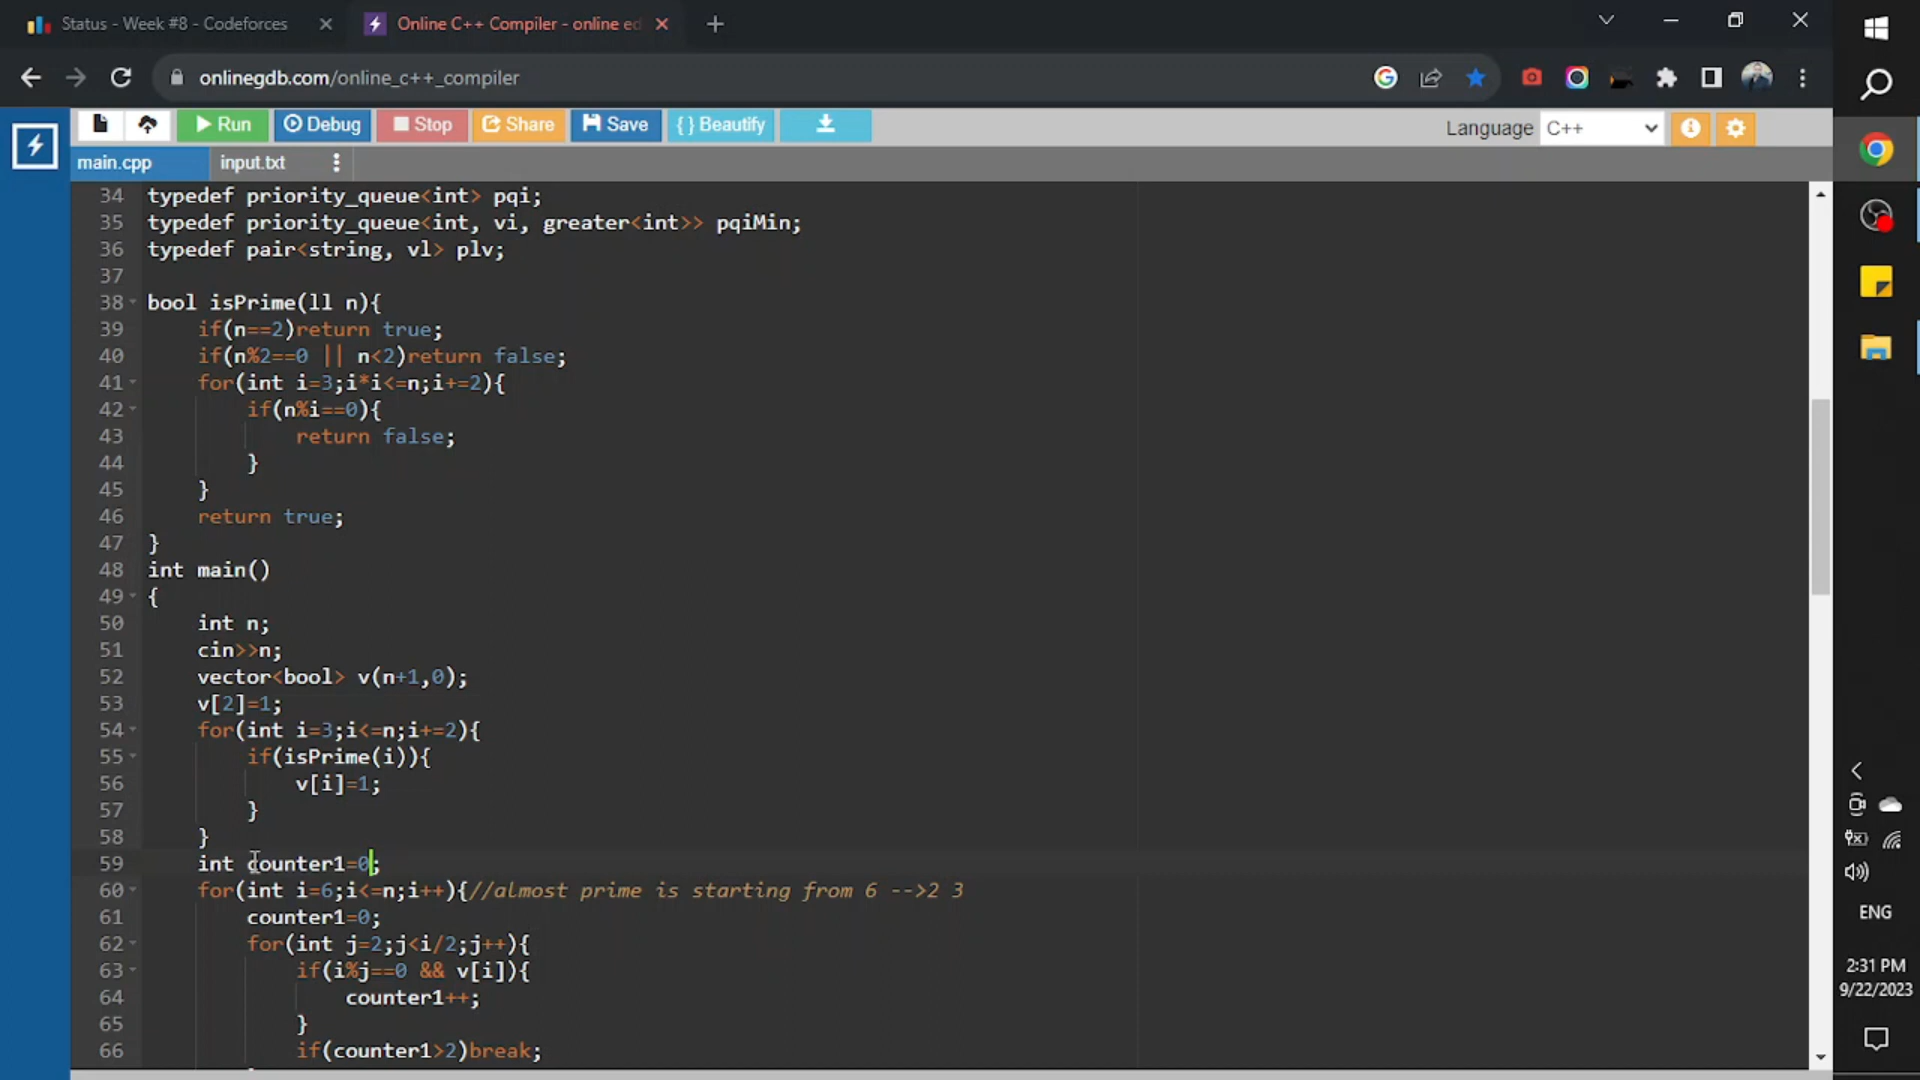 Status - Week #8 - Codeforces
Online C++ Compiler - online ed
onlinegdb.com/online_c++_compiler
Run
Debug
Stop
Share
Save
{} Beautify
Language
C++
main.cpp
input.txt
34 typedef priority_queue<int> pqi;
35 typedef priority_queue<int, vi, greater<int>> pqiMin;
36 typedef pair<string, vl> plv;
37
38 bool isPrime(ll n){
39 if(n==2)return true;
40 if(n%2==0 || n<2)return false;
41 for(int i=3;i*i<=n;i+=2){
42 if(n%i==0){
43 return false;
44 }
45 }
46 return true;
47 }
48 int main()
49 {
50 int n;
51 cin>>n;
52 vector<bool> v(n+1,0);
53 v[2]=1;
54 for(int i=3;i<=n;i+=2){
55 if(isPrime(i)){
56 v[i]=1;
57 }
58 }
59 int counter1=0;
60 for(int i=6;i<=n;i++){//almost prime is starting from 6 -->2 3
61 counter1=0;
62 for(int j=2;j<i/2;j++){
63 if(i%j==0 && v[i]){
64 counter1++;
65 }
66 if(counter1>2)break;
ENG
2:31 PM
9/22/2023